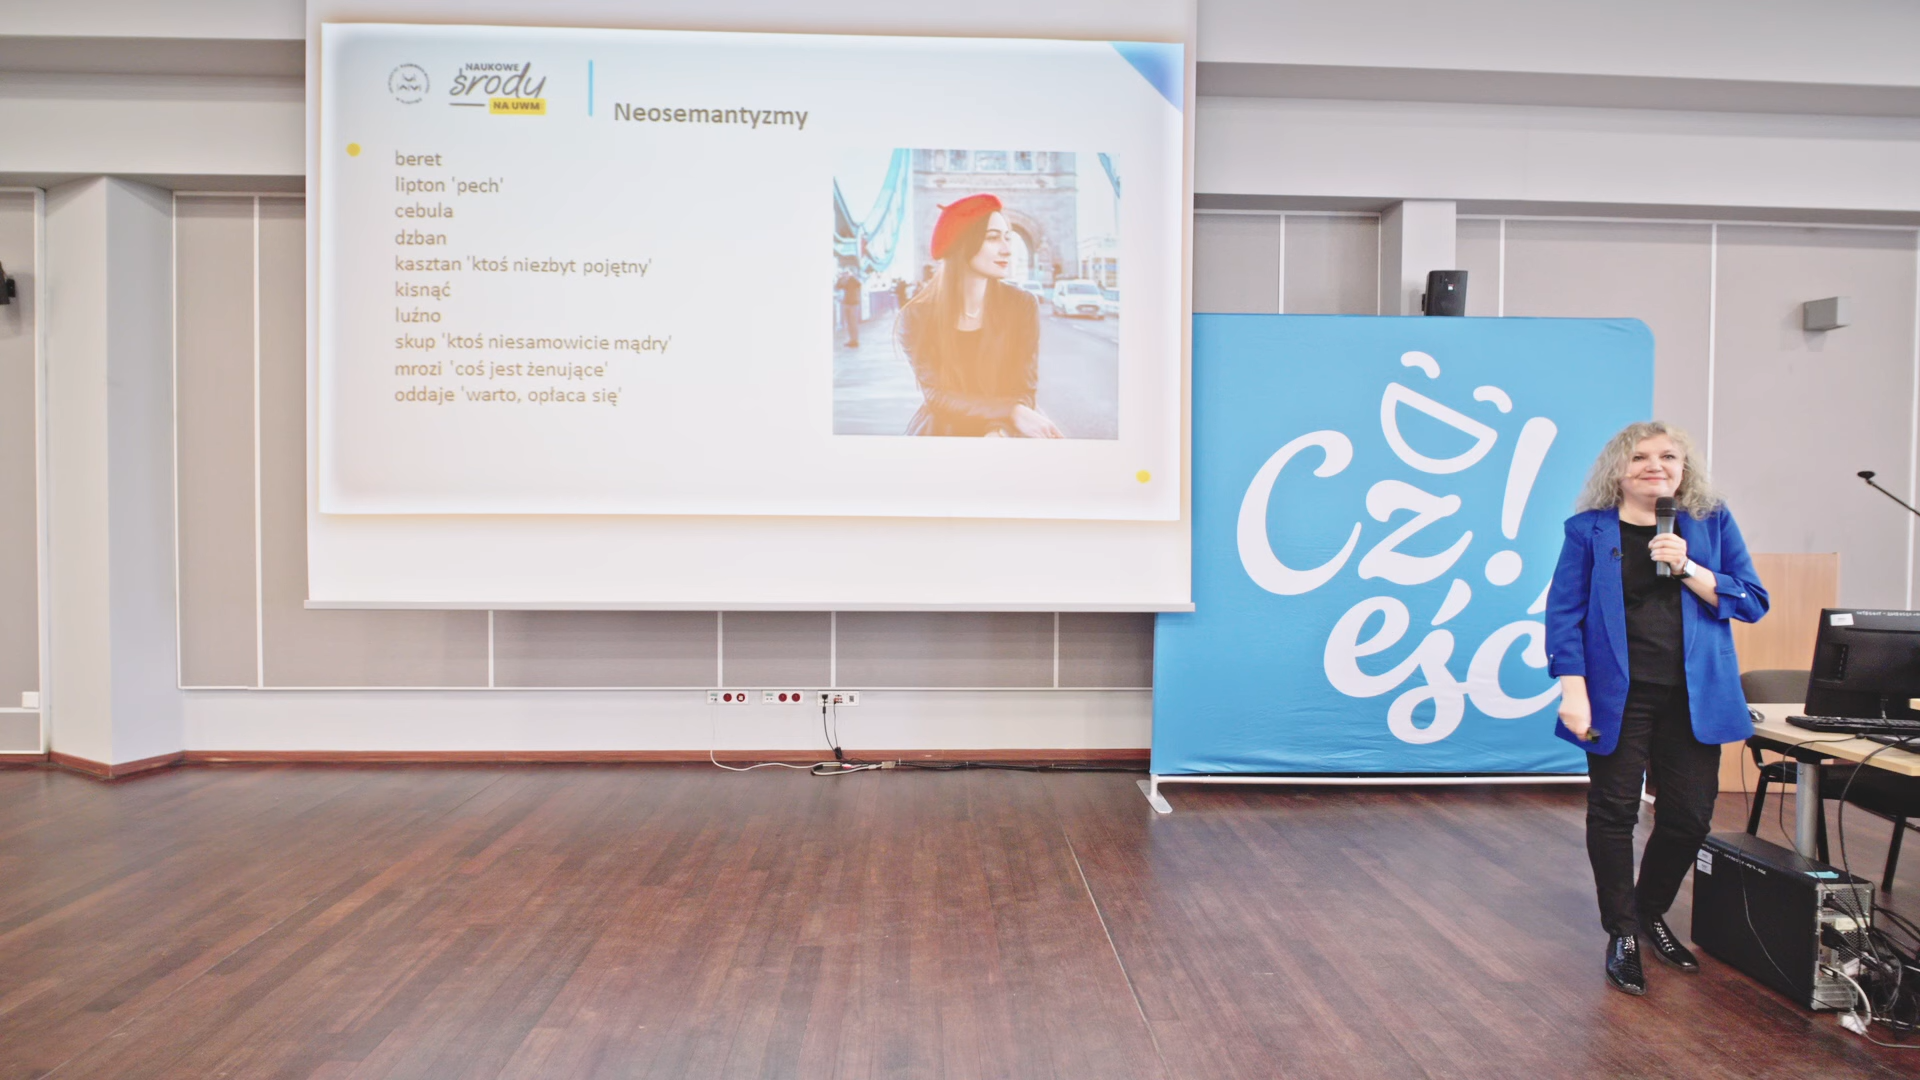 NAUKOWE
środy
NA UWM
Neosemantyzmy
beret
lipton 'pech'
cebula
dzban
kasztan 'ktoś niezbyt pojętny'
kisnąć
luźno
skup 'ktoś niesamowicie mądry'
mrozi 'coś jest żenujące'
oddaje 'warto, opłaca się'
Cz!
eść